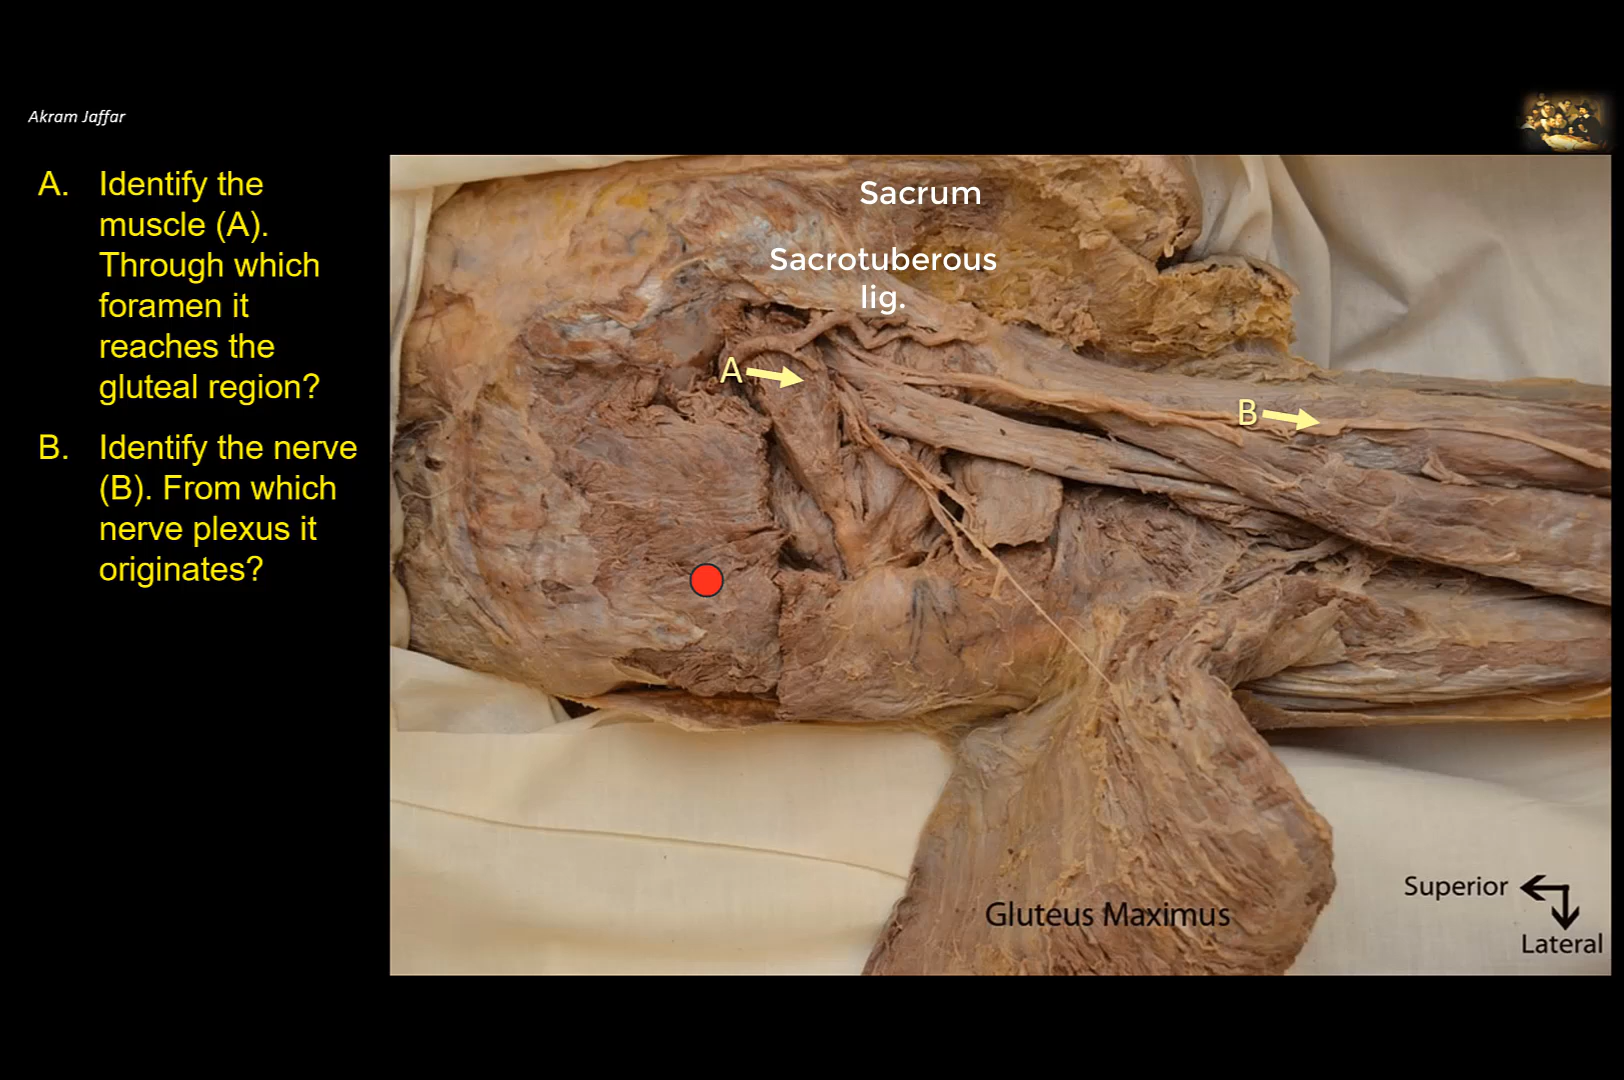 Akram Jaffar
A. Identify the
muscle (A).
Through which
foramen it
reaches the
gluteal region?
B. Identify the nerve
(B). From which
nerve plexus it
originates?
Sacrum
Sacrotuberous
lig.
A
B
Gluteus Maximus
Superior
Lateral